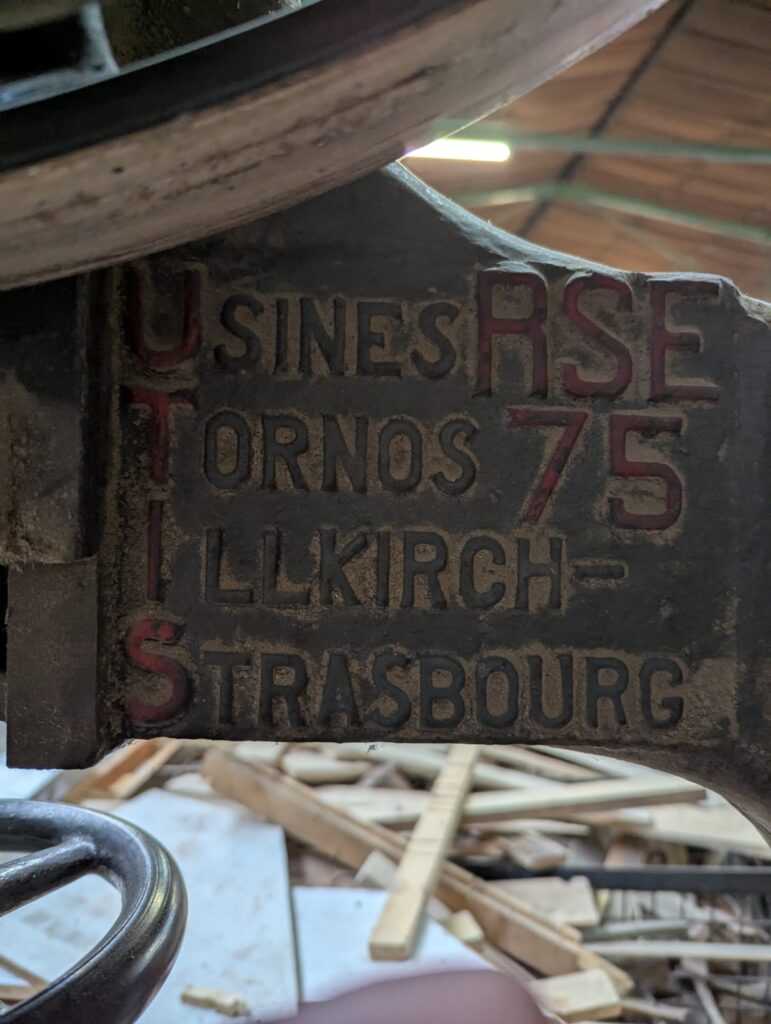 USINES RSE
TORNOS 75
ILLKIRCH-
STRASBOURG